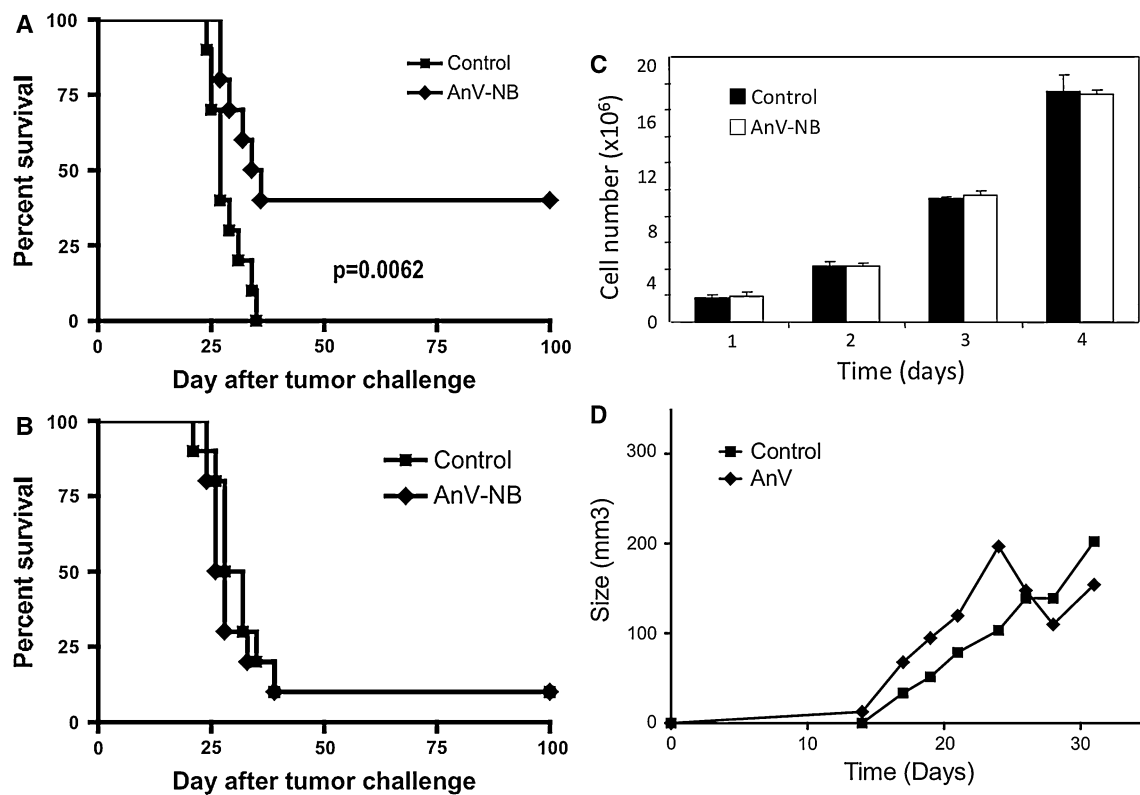 A
100
75
50
25
0
Percent survival
Control
AnV-NB
p=0.0062
0 25 50 75 100
Day after tumor challenge
B
100
75
50
25
0
Percent survival
Control
AnV-NB
0 25 50 75 100
Day after tumor challenge
C
20
16
12
8
4
0
Cell number (x10⁶)
Control
AnV-NB
1 2 3 4
Time (days)
D
300
200
100
0
Size (mm3)
Control
AnV
0 10 20 30
Time (Days)